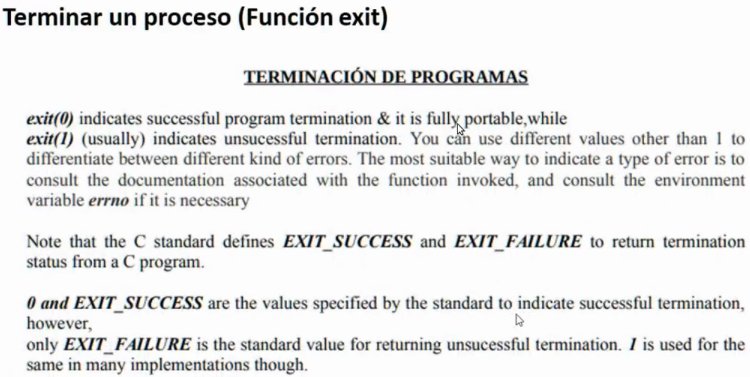 Terminar un proceso (Función exit)
TERMINACIÓN DE PROGRAMAS
exit(0) indicates successful program termination & it is fully portable,while
exit(1) (usually) indicates unsucessful termination. You can use different values other than 1 to
differentiate between different kind of errors. The most suitable way to indicate a type of error is to
consult the documentation associated with the function invoked, and consult the environment
variable errno if it is necessary
Note that the C standard defines EXIT_SUCCESS and EXIT_FAILURE to return termination
status from a C program.
0 and EXIT_SUCCESS are the values specified by the standard to indicate successful termination,
however,
only EXIT_FAILURE is the standard value for returning unsucessful termination. 1 is used for the
same in many implementations though.